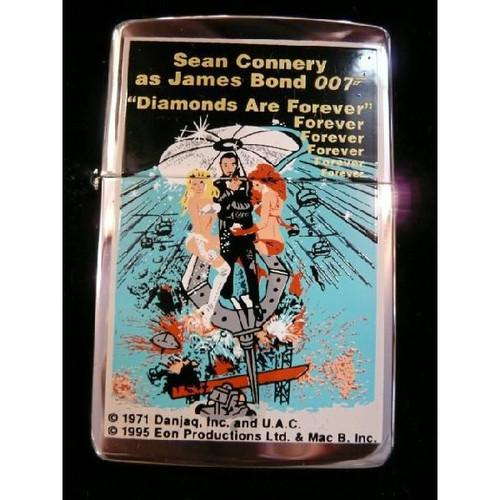 Sean Connery
as James Bond 007
"Diamonds Are Forever"
Forever
Forever
Forever
Forever
Forever
© 1971 Danjaq, Inc. and U.A.C.
© 1995 Eon Productions Ltd. & Mac B. Inc.